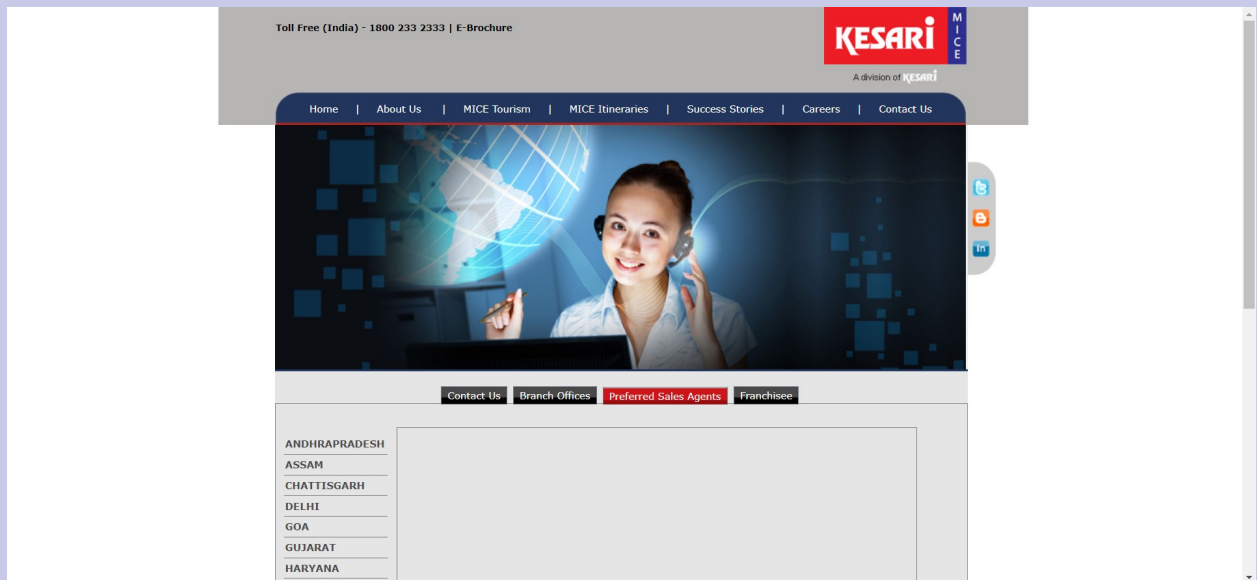 Toll Free (India) - 1800 233 2333 | E-Brochure
KESARI
MICE
A division of KESARI
Home | About Us | MICE Tourism | MICE Itineraries | Success Stories | Careers | Contact Us
in
Contact Us Branch Offices Preferred Sales Agents Franchisee
ANDHRAPRADESH
ASSAM
CHATTISGARH
DELHI
GOA
GUJARAT
HARYANA